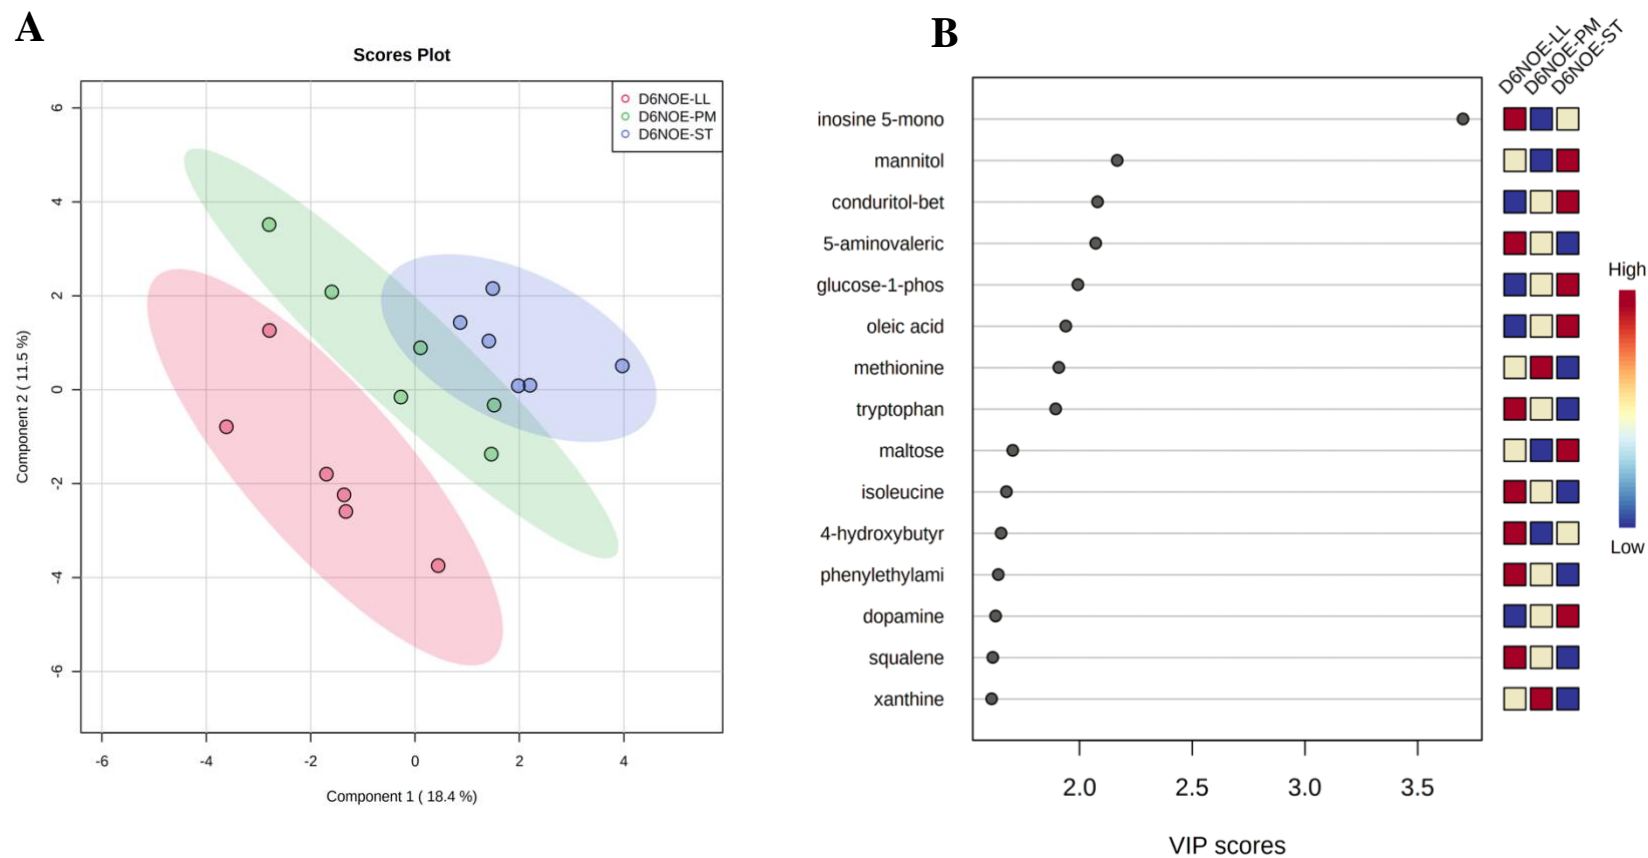 A
Scores Plot
D6NOE-LL
D6NOE-PM
D6NOE-ST
6
4
2
0
-2
-4
-6
Component 2 ( 11.5 %)
-6 -4 -2 0 2 4
Component 1 ( 18.4 %)
B
D6NOE-LL
D6NOE-PM
D6NOE-ST
inosine 5-mono
mannitol
conduritol-bet
5-aminovaleric
glucose-1-phos
oleic acid
methionine
tryptophan
maltose
isoleucine
4-hydroxybutyr
phenylethylami
dopamine
squalene
xanthine
2.0 2.5 3.0 3.5
VIP scores
High
Low